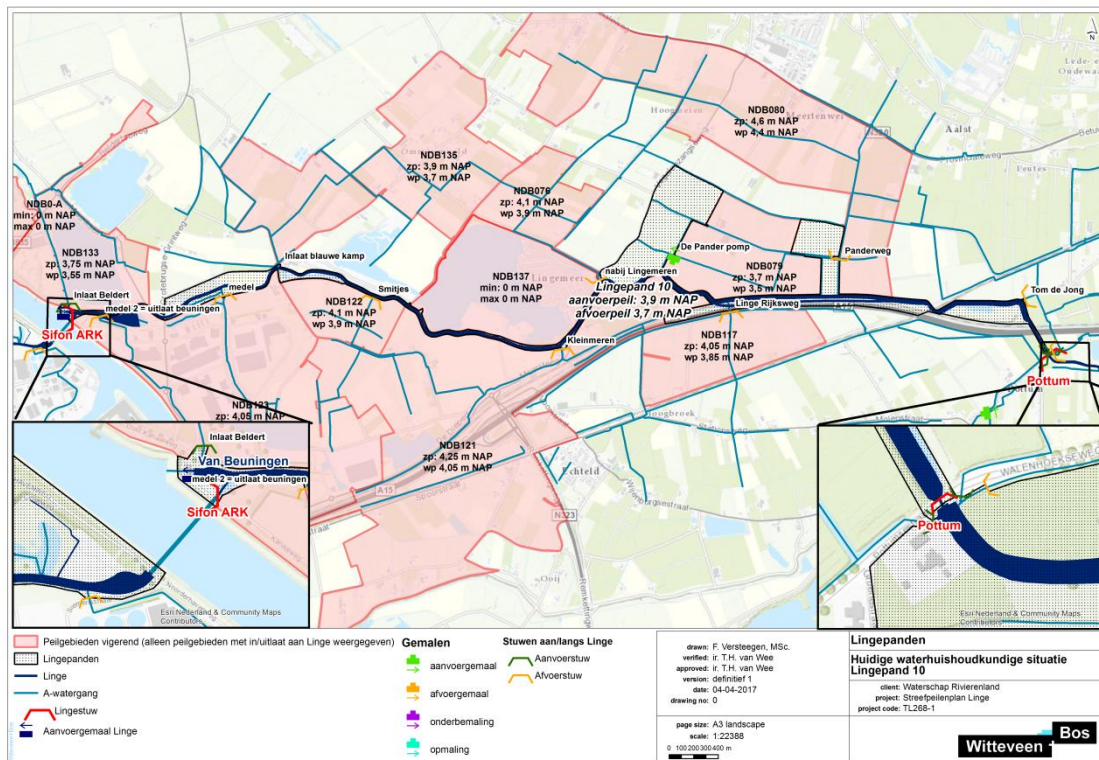 N
NDB080
zp: 4,6 m NAP
wp 4,4 m NAP
Aalst
NDB135
zp: 3,9 m NAP
wp 3,7 m NAP
NDB076
zp: 4,1 m NAP
wp 3,9 m NAP
NDB0-A
min: 0 m NAP
max 0 m NAP
NDB133
zp: 3,75 m NAP
wp 3,55 m NAP
Inlaat blauwe kamp
De Pander pomp
Panderweg
NDB079
zp: 3,7 m NAP
wp 3,5 m NAP
nabij Lingemeren
Lingepand 10
aanvoerpeil: 3,9 m NAP
afvoerpeil 3,7 m NAP
NDB137
min: 0 m NAP
max 0 m NAP
medel
Smitjes
Inlaat Beldert
medel 2 = uitlaat beuningen
Sifon ARK
NDB122
zp: 4,1 m NAP
wp 3,9 m NAP
Linge Rijksweg
A15
Tom de Jong
Kleinmeren
NDB117
zp: 4,05 m NAP
wp 3,85 m NAP
Pottum
NDB123
zp: 4,05 m NAP
NDB121
zp: 4,25 m NAP
wp 4,05 m NAP
Echteld
A15
N323
Ooij
Inlaat Beldert
Van Beuningen
medel 2 = uitlaat beuningen
Sifon ARK
Esri Nederland & Community Maps
Contributors
WALENHOEKSEWEG
Pottum
Esri Nederland & Community Maps
Contributors
Peilgebieden vigerend (alleen peilgebieden met in/uitlaat aan Linge weergegeven)
Lingepanden
Linge
A-watergang
Lingestuw
Aanvoergemaal Linge
Gemalen
aanvoergemaal
afvoergemaal
onderbemaling
opmaling
Stuwen aan/langs Linge
Aanvoerstuw
Afvoerstuw
drawn: F. Versteegen, MSc.
verified: ir. T.H. van Wee
approved: ir. T.H. van Wee
version: definitief 1
date: 04-04-2017
drawing no: 0
page size: A3 landscape
scale: 1:22388
0 100200300400 m
Lingepanden
Huidige waterhuishoudkundige situatie
Lingepand 10
client: Waterschap Rivierenland
project: Streefpeilenplan Linge
project code: TL268-1
Witteveen + Bos